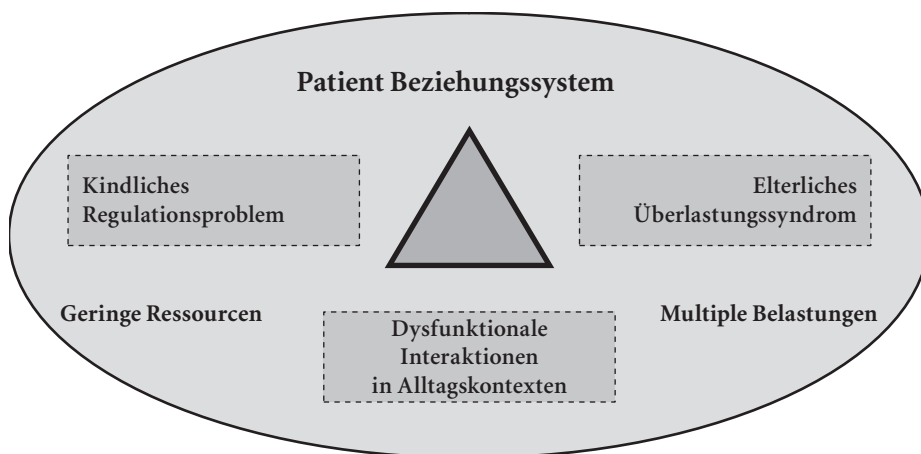 Patient Beziehungssystem
Kindliches
Regulationsproblem
Elterliches
Überlastungssyndrom
Geringe Ressourcen
Multiple Belastungen
Dysfunktionale
Interaktionen
in Alltagskontexten